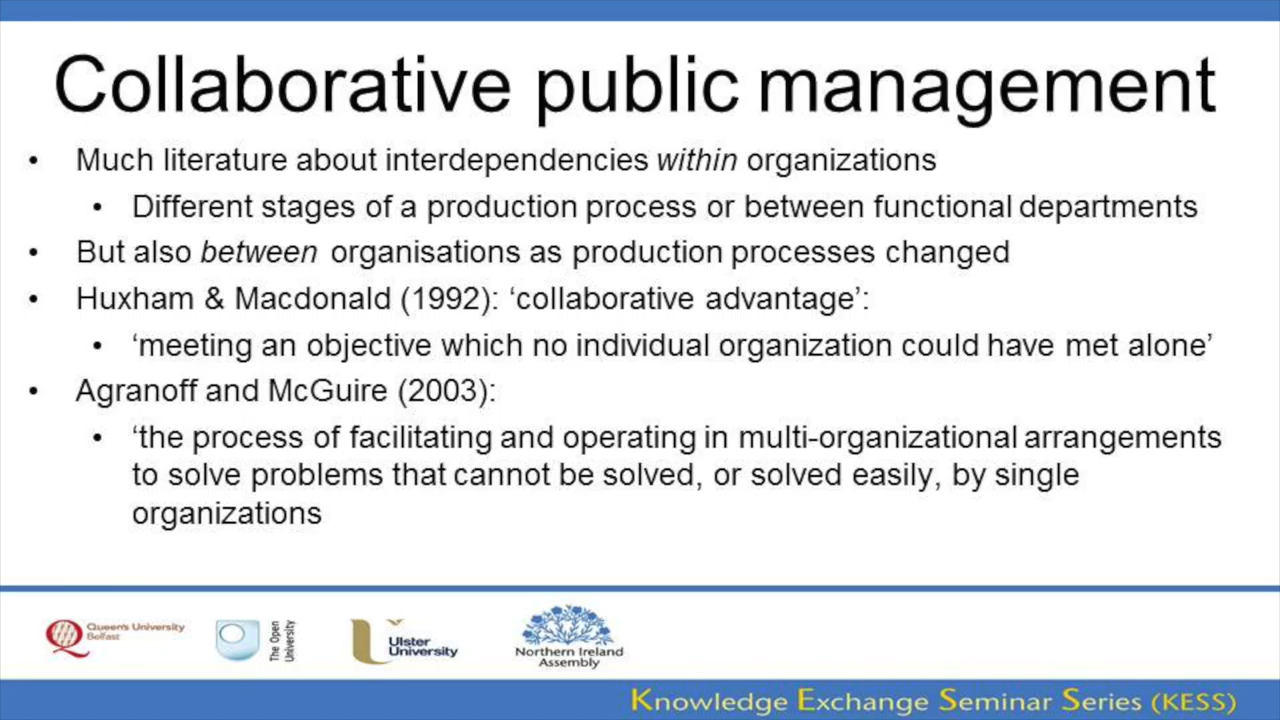 Collaborative public management
• Much literature about interdependencies within organizations
• Different stages of a production process or between functional departments
• But also between organisations as production processes changed
• Huxham & Macdonald (1992): ‘collaborative advantage’:
• ‘meeting an objective which no individual organization could have met alone’
• Agranoff and McGuire (2003):
• ‘the process of facilitating and operating in multi-organizational arrangements
to solve problems that cannot be solved, or solved easily, by single
organizations
Queen's University
Belfast
The Open
University
Ulster
University
Northern Ireland
Assembly
Knowledge Exchange Seminar Series (KESS)